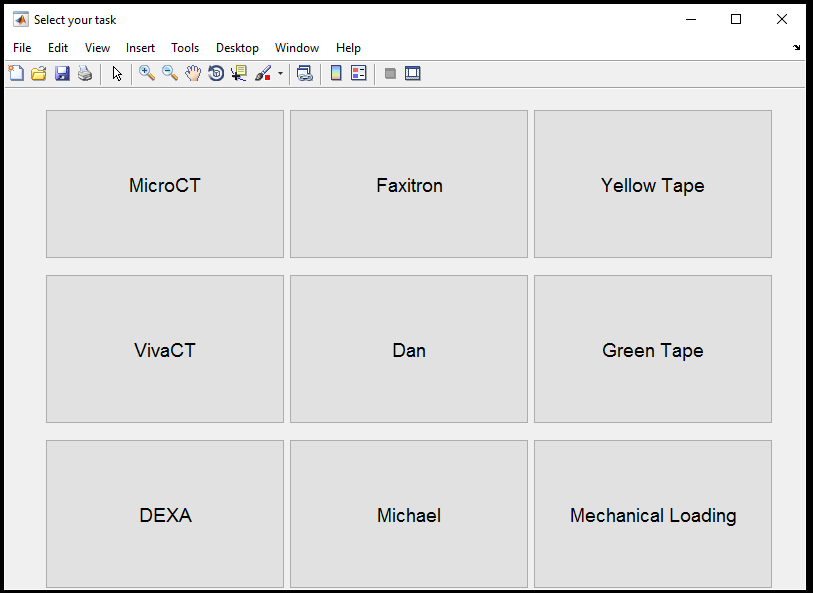 Select your task
File Edit View Insert Tools Desktop Window Help
MicroCT Faxitron Yellow Tape
VivaCT Dan Green Tape
DEXA Michael Mechanical Loading